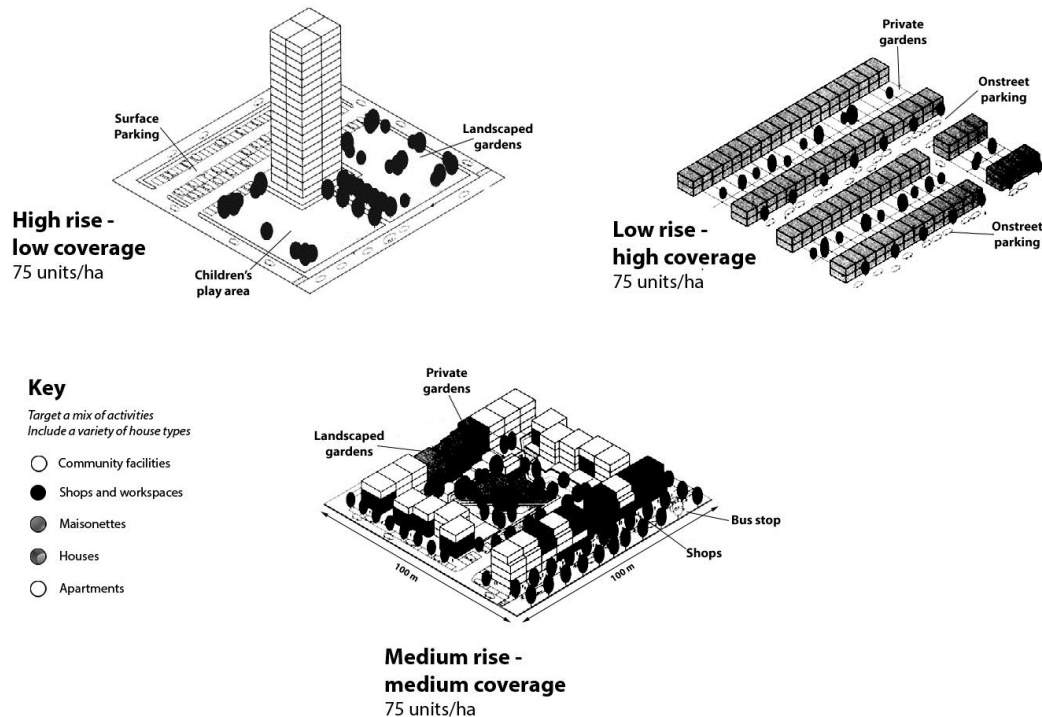 Surface
Parking
Landscaped
gardens
High rise -
low coverage
75 units/ha
Children's
play area
Private
gardens
Onstreet
parking
Low rise -
high coverage
75 units/ha
Onstreet
parking
Key
Target a mix of activities
Include a variety of house types
Community facilities
Shops and workspaces
Maisonettes
Houses
Apartments
Private
gardens
Landscaped
gardens
Bus stop
Shops
100 m
100 m
Medium rise -
medium coverage
75 units/ha